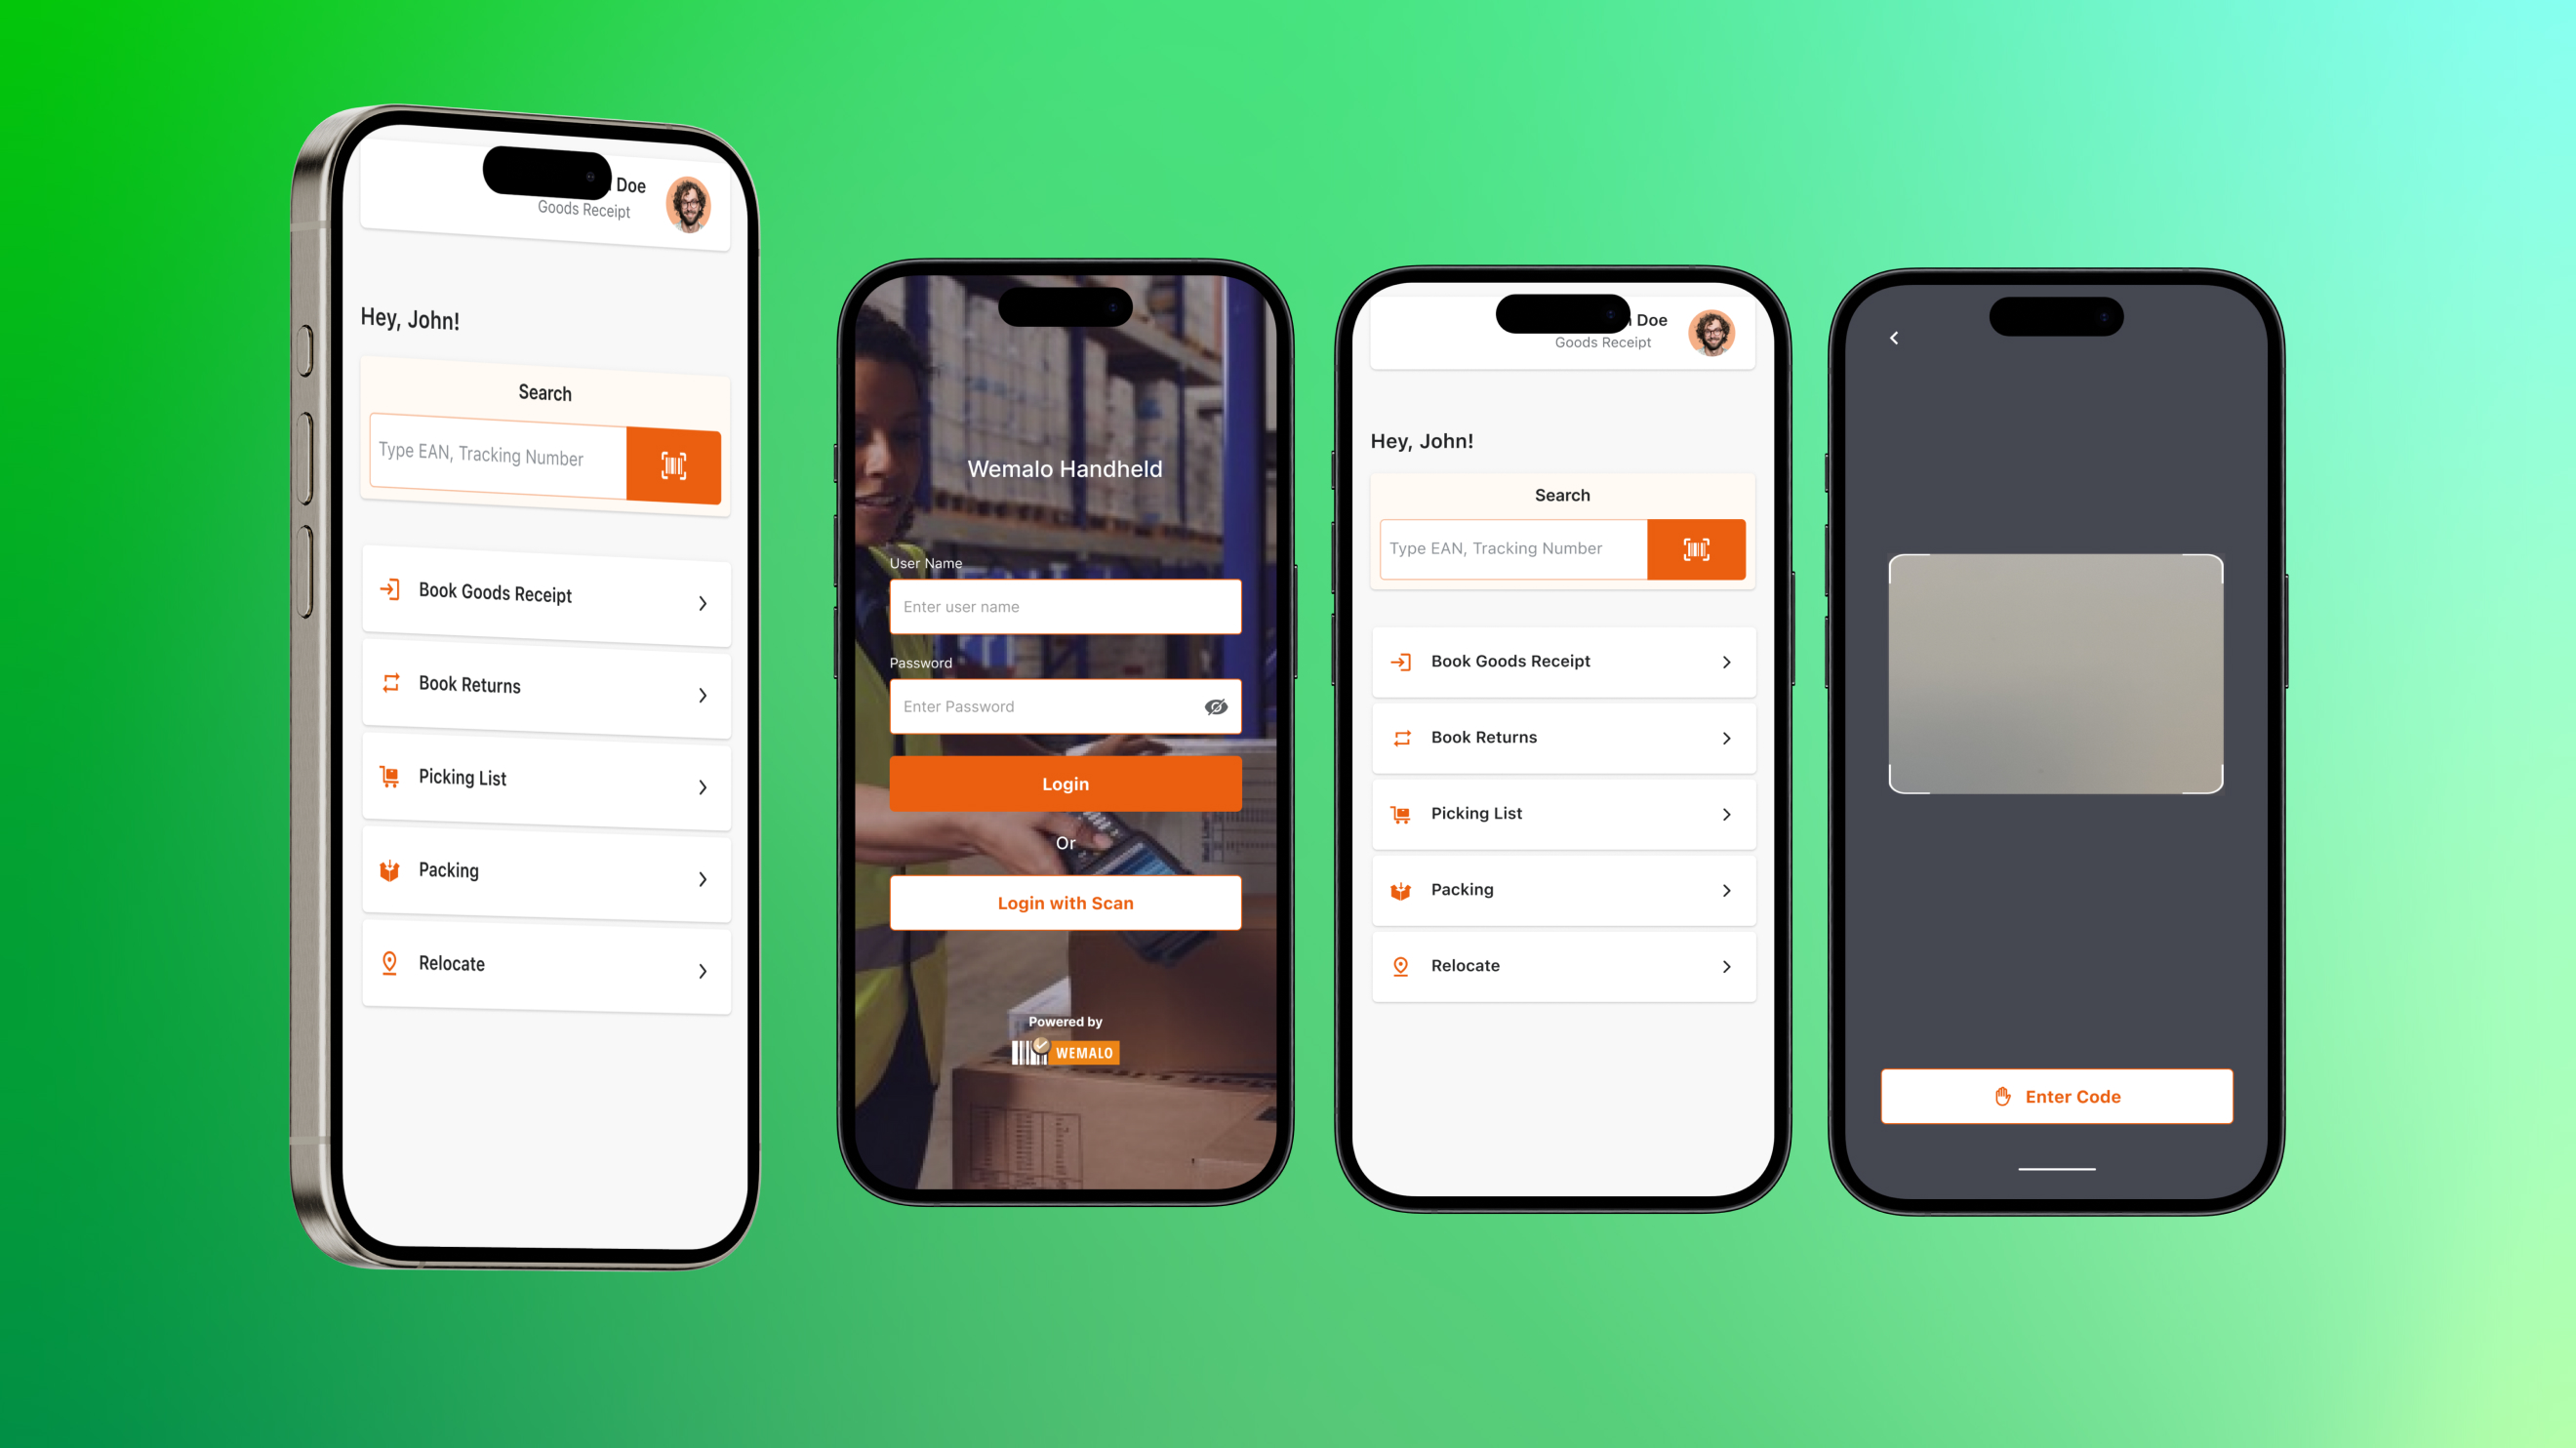 Doe
Goods Receipt
Hey, John!
Search
Type EAN, Tracking Number
Book Goods Receipt
Book Returns
Picking List
Packing
Relocate
Wemalo Handheld
User Name
Enter user name
Password
Enter Password
Login
Or
Login with Scan
Powered by
WEMALO
Doe
Goods Receipt
Hey, John!
Search
Type EAN, Tracking Number
Book Goods Receipt
Book Returns
Picking List
Packing
Relocate
Enter Code